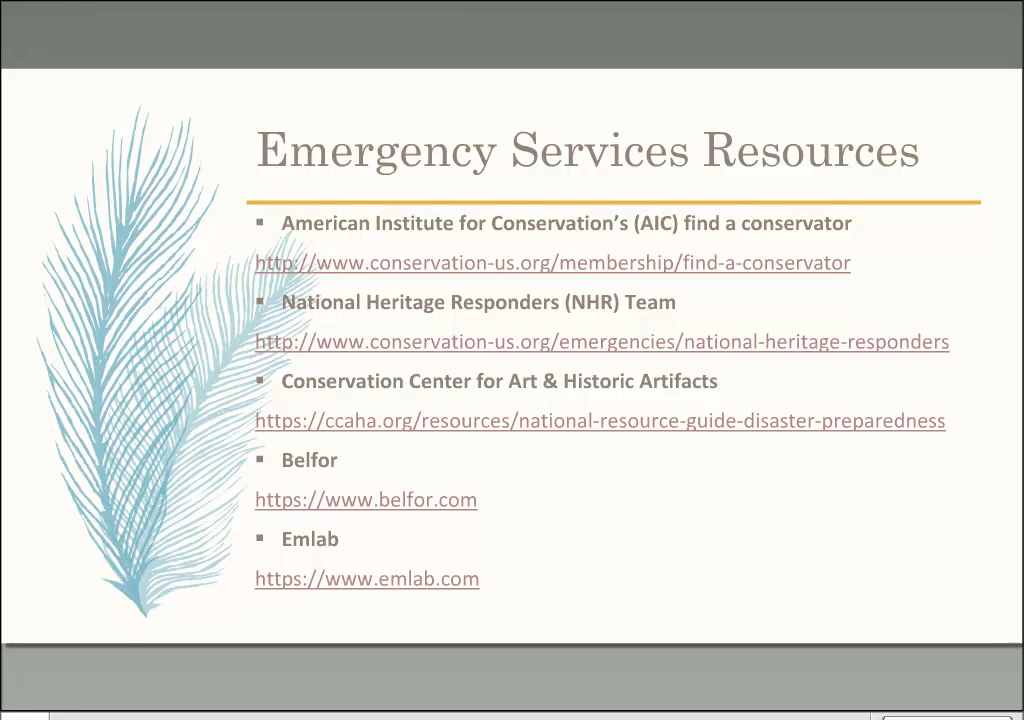 Emergency Services Resources
▪ American Institute for Conservation’s (AIC) find a conservator
http://www.conservation-us.org/membership/find-a-conservator
▪ National Heritage Responders (NHR) Team
http://www.conservation-us.org/emergencies/national-heritage-responders
▪ Conservation Center for Art & Historic Artifacts
https://ccaha.org/resources/national-resource-guide-disaster-preparedness
▪ Belfor
https://www.belfor.com
▪ Emlab
https://www.emlab.com